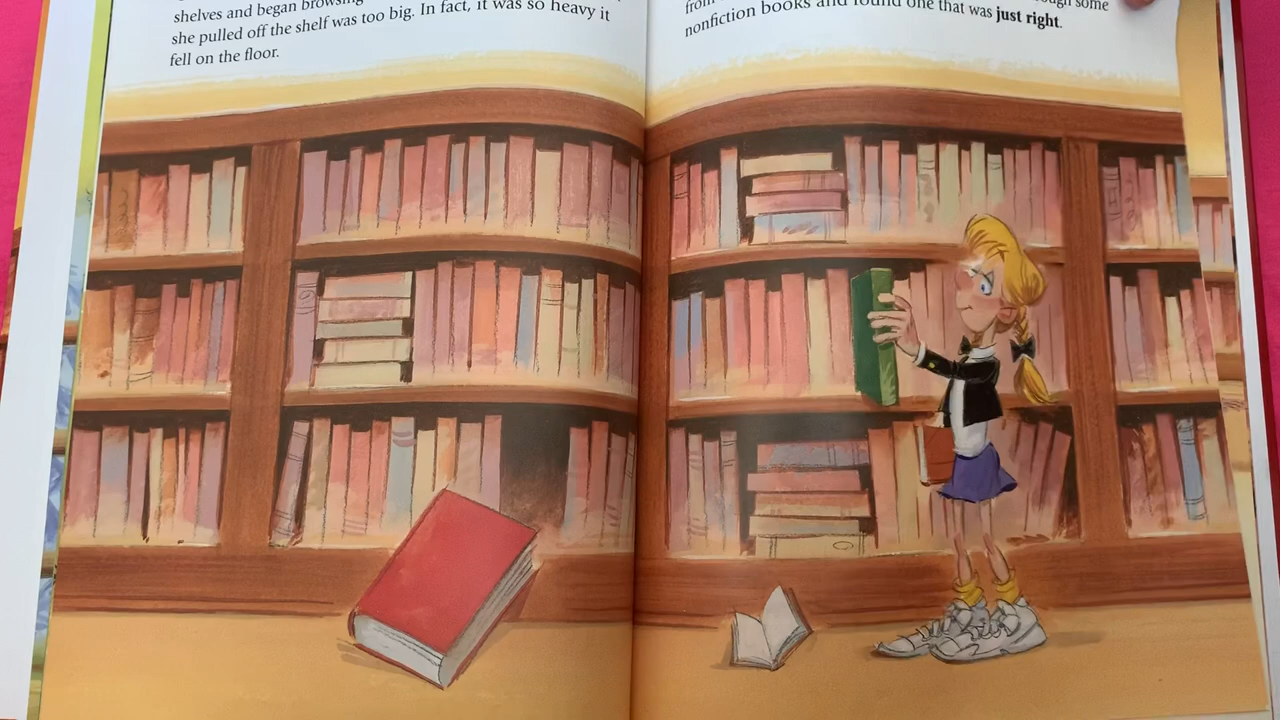 shelves and began browsing
she pulled off the shelf was too big. In fact, it was so heavy it
fell on the floor.
some
nonfiction books and found one that was just right.